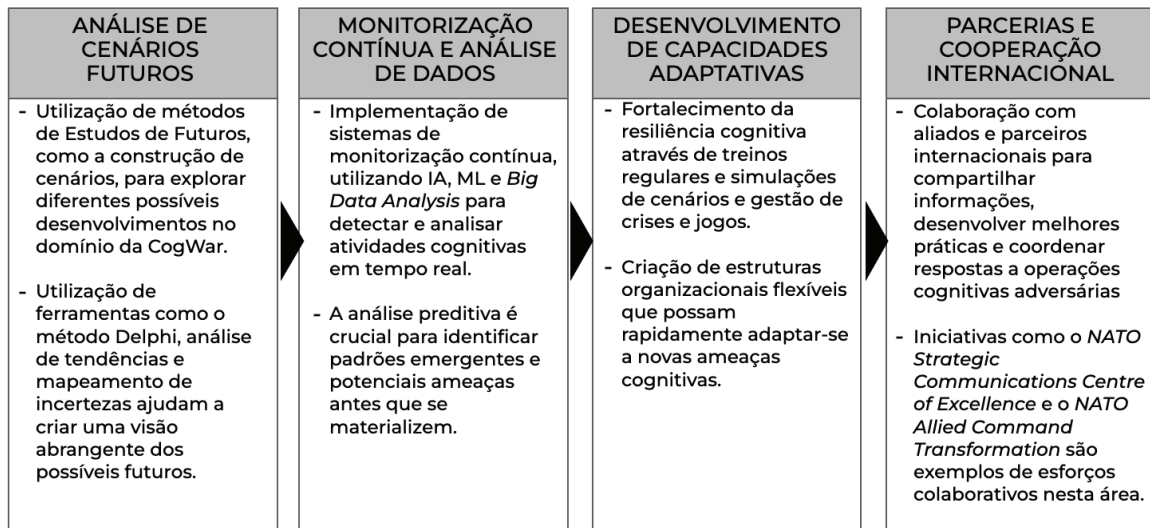 ANÁLISE DE
CENÁRIOS
FUTUROS
- Utilização de métodos
de Estudos de Futuros,
como a construção de
cenários, para explorar
diferentes possíveis
desenvolvimentos no
domínio da CogWar.
- Utilização de
ferramentas como o
método Delphi, análise
de tendências e
mapeamento de
incertezas ajudam a
criar uma visão
abrangente dos
possíveis futuros.
MONITORIZAÇÃO
CONTÍNUA E ANÁLISE
DE DADOS
- Implementação de
sistemas de
monitorização contínua,
utilizando IA, ML e Big
Data Analysis para
detectar e analisar
atividades cognitivas
em tempo real.
- A análise preditiva é
crucial para identificar
padrões emergentes e
potenciais ameaças
antes que se
materializem.
DESENVOLVIMENTO
DE CAPACIDADES
ADAPTATIVAS
- Fortalecimento da
resiliência cognitiva
através de treinos
regulares e simulações
de cenários e gestão de
crises e jogos.
- Criação de estruturas
organizacionais flexíveis
que possam
rapidamente adaptar-se
a novas ameaças
cognitivas.
PARCERIAS E
COOPERAÇÃO
INTERNACIONAL
- Colaboração com
aliados e parceiros
internacionais para
compartilhar
informações,
desenvolver melhores
práticas e coordenar
respostas a operações
cognitivas adversárias
- Iniciativas como o NATO
Strategic
Communications Centre
of Excellence e o NATO
Allied Command
Transformation são
exemplos de esforços
colaborativos nesta área.